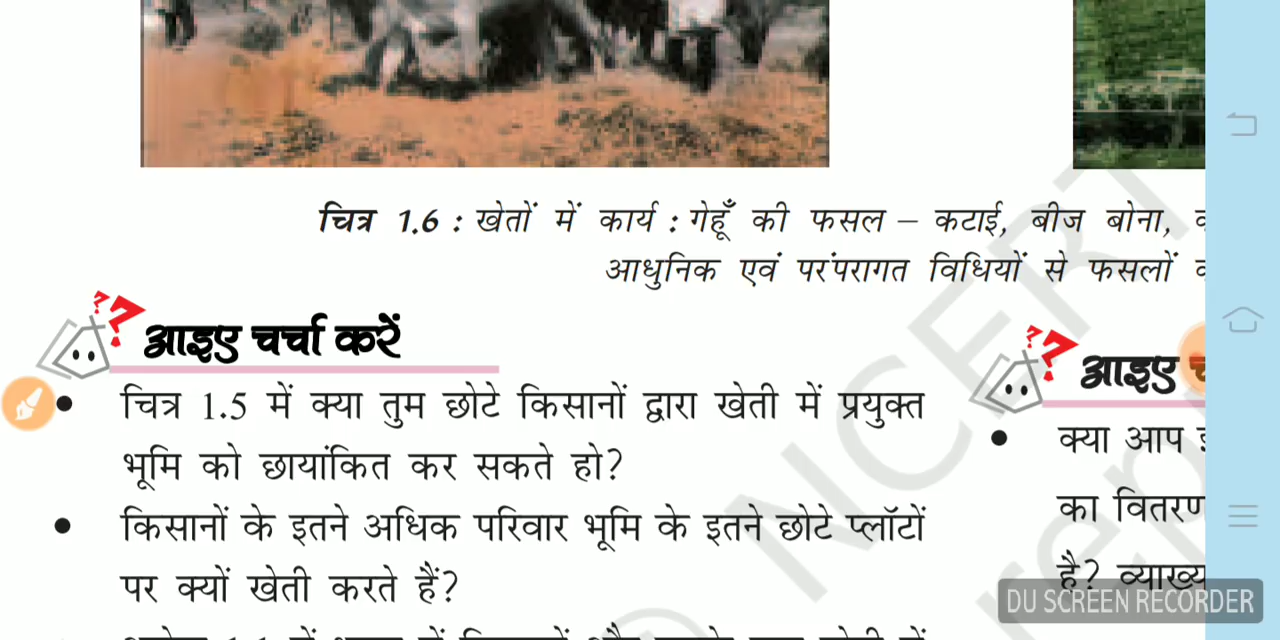 चित्र 1.6 : खेतों में कार्य : गेहूँ की फसल – कटाई, बीज बोना,
आधुनिक एवं परंपरागत विधियों से फसलों
आइए चर्चा करें
• चित्र 1.5 में क्या तुम छोटे किसानों द्वारा खेती में प्रयुक्त
भूमि को छायांकित कर सकते हो?
• किसानों के इतने अधिक परिवार भूमि के इतने छोटे प्लॉटों
पर क्यों खेती करते हैं?
आइए
• क्या आप
का वितरण
है?
© NCERT
DU SCREEN RECORDER